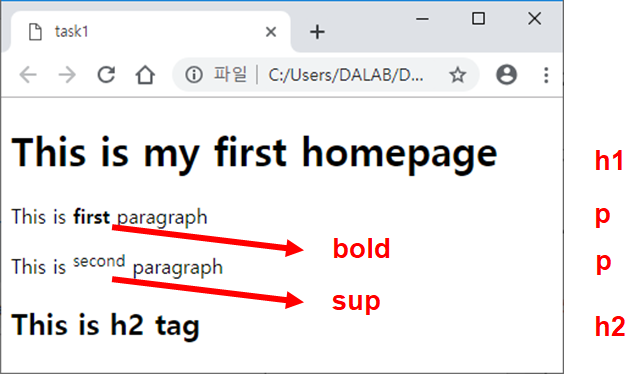 task1
파일 C:/Users/DALAB/D...
This is my first homepage h1
This is first paragraph p
bold
This is second paragraph p
sup
This is h2 tag h2